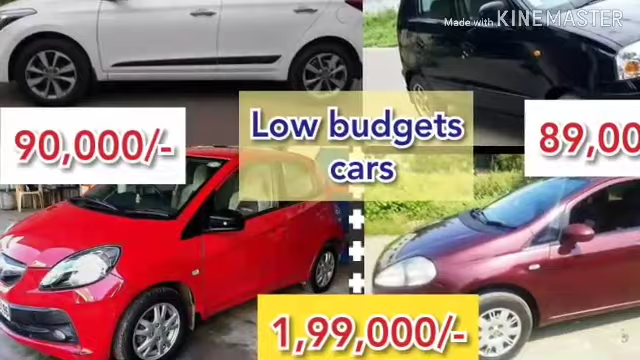 Made with KINEMASTER
90,000/-
Low budgets
cars
89,00
1,99,000/-